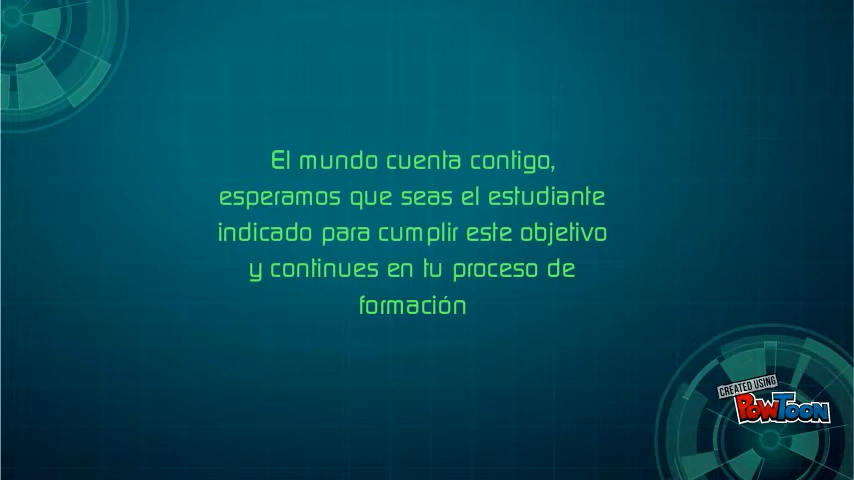 El mundo cuenta contigo,
esperamos que seas el estudiante
indicado para cumplir este objetivo
y continues en tu proceso de
formación
CREATED USING
PowToon